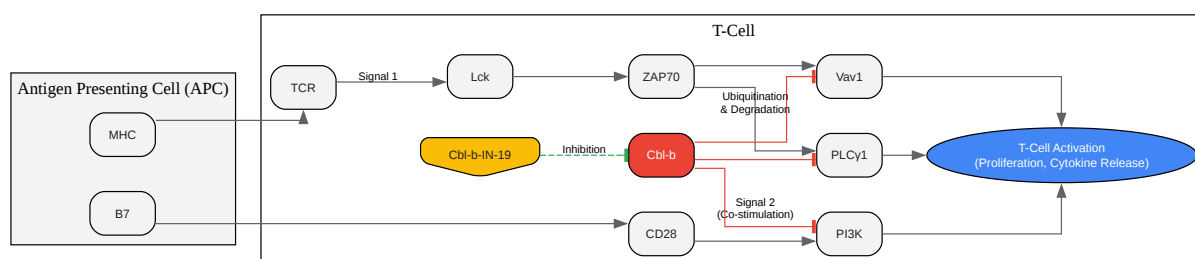 T-Cell
Antigen Presenting Cell (APC)
MHC
B7
TCR
Signal 1
Lck
ZAP70
Ubiquitination
& Degradation
Vav1
Cbl-b-IN-19
Inhibition
Cbl-b
PLCγ1
T-Cell Activation
(Proliferation, Cytokine Release)
Signal 2
(Co-stimulation)
CD28
PI3K